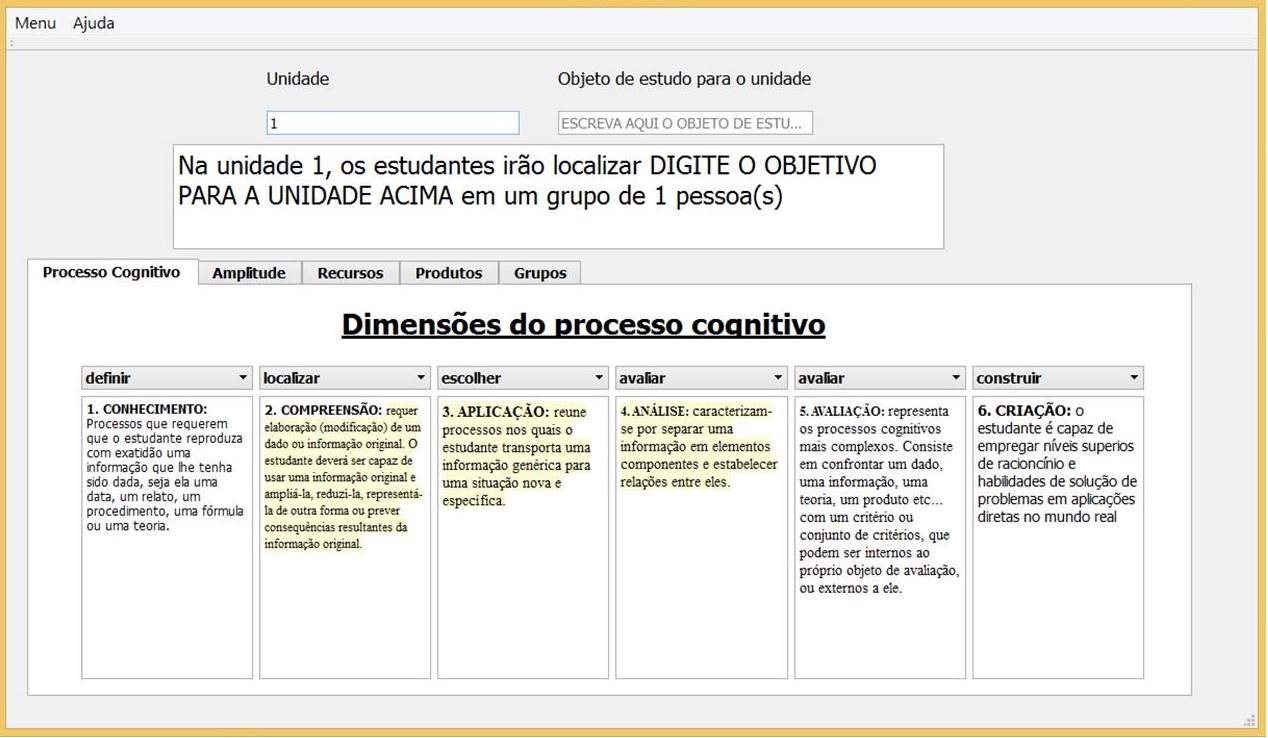 Menu Ajuda
Unidade Objeto de estudo para o unidade
1 ESCREVA AQUI O OBJETO DE ESTU...
Na unidade 1, os estudantes irão localizar DIGITE O OBJETIVO
PARA A UNIDADE ACIMA em um grupo de 1 pessoa(s)
Processo Cognitivo Amplitude Recursos Produtos Grupos
Dimensões do processo cognitivo
definir localizar escolher avaliar avaliar construir
1. CONHECIMENTO:
Processos que requerem
que o estudante reproduza
com exatidão uma
informação que lhe tenha
sido dada, seja ela uma
data, um relato, um
procedimento, uma fórmula
ou uma teoria.
2. COMPREENSÃO: requer
elaboração (modificação) de um
dado ou informação original. O
estudante deverá ser capaz de
usar uma informação original e
ampliá-la, reduzi-la, representá-
la de outra forma ou prever
consequências resultantes da
informação original.
3. APLICAÇÃO: reune
processos nos quais o
estudante transporta uma
informação genérica para
uma situação nova e
especifica.
4. ANÁLISE: caracterizam-
se por separar uma
informação em elementos
componentes e estabelecer
relações entre eles.
5. AVALIAÇÃO: representa
os processos cognitivos
mais complexos. Consiste
em confrontar um dado,
uma informação, uma
teoria, um produto etc...
com um critério ou
conjunto de critérios, que
podem ser internos ao
próprio objeto de avaliação,
ou externos a ele.
6. CRIAÇÃO: o
estudante é capaz de
empregar níveis superios
de racioncínio e
habilidades de solução de
problemas em aplicações
diretas no mundo real